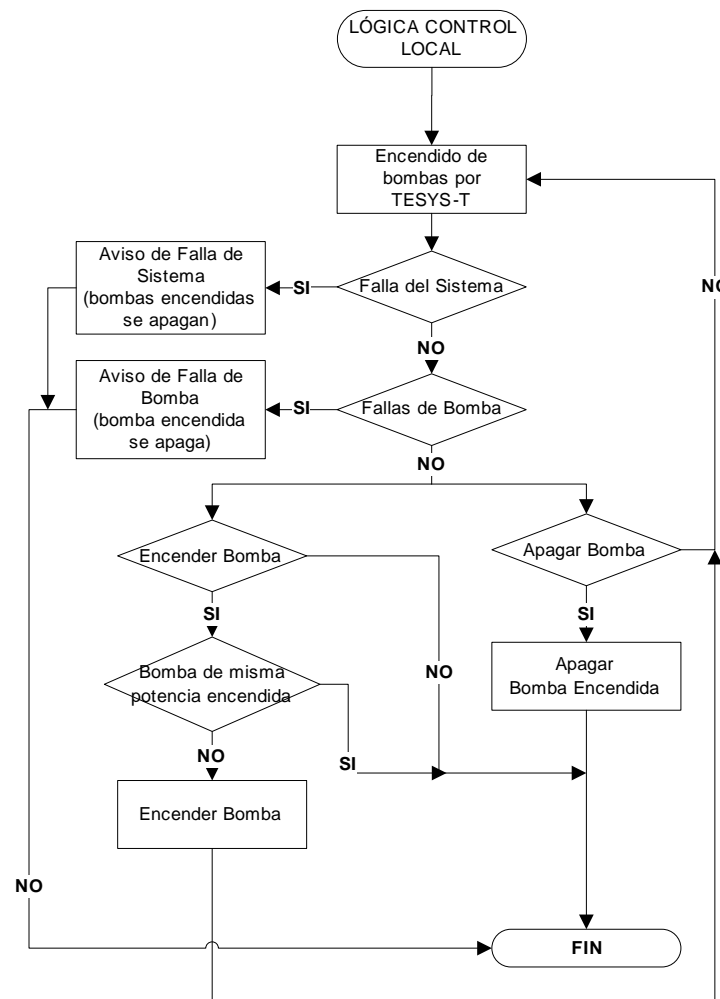 LÓGICA CONTROL
LOCAL
Encendido de
bombas por
TESYS-T
Aviso de Falla de
Sistema
(bombas encendidas
se apagan)
SI
Falla del Sistema
NO
NO
Aviso de Falla de
Bomba
(bomba encendida
se apaga)
SI
Fallas de Bomba
NO
Encender Bomba
Apagar Bomba
SI
SI
Bomba de misma
potencia encendida
NO
Apagar
Bomba Encendida
NO
SI
Encender Bomba
NO
FIN